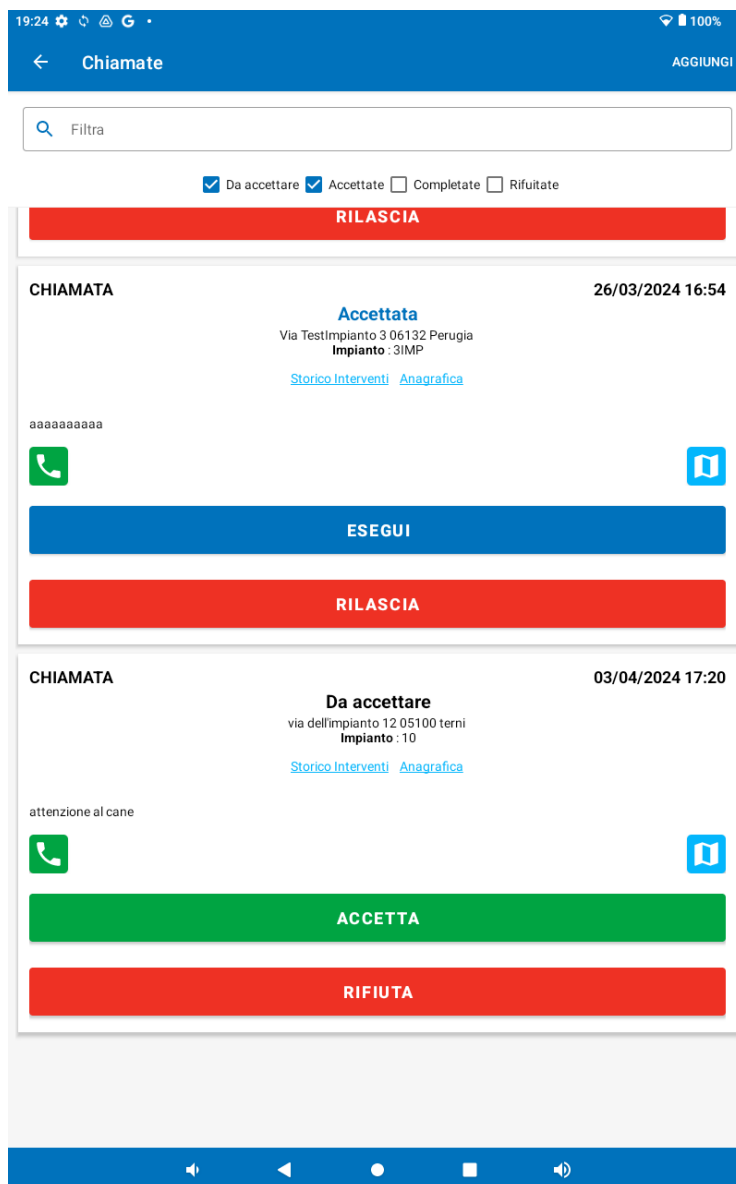 19:24 G 100%
Chiamate AGGIUNGI
Filtra
Da accettare Accettate Completate Rifuitate
RILASCIA
CHIAMATA 26/03/2024 16:54
Accettata
Via TestImpianto 3 06132 Perugia
Impianto : 3IMP
Storico Interventi Anagrafica
aaaaaaaaaa
ESEGUI
RILASCIA
CHIAMATA 03/04/2024 17:20
Da accettare
via dell'impianto 12 05100 terni
Impianto : 10
Storico Interventi Anagrafica
attenzione al cane
ACCETTA
RIFIUTA